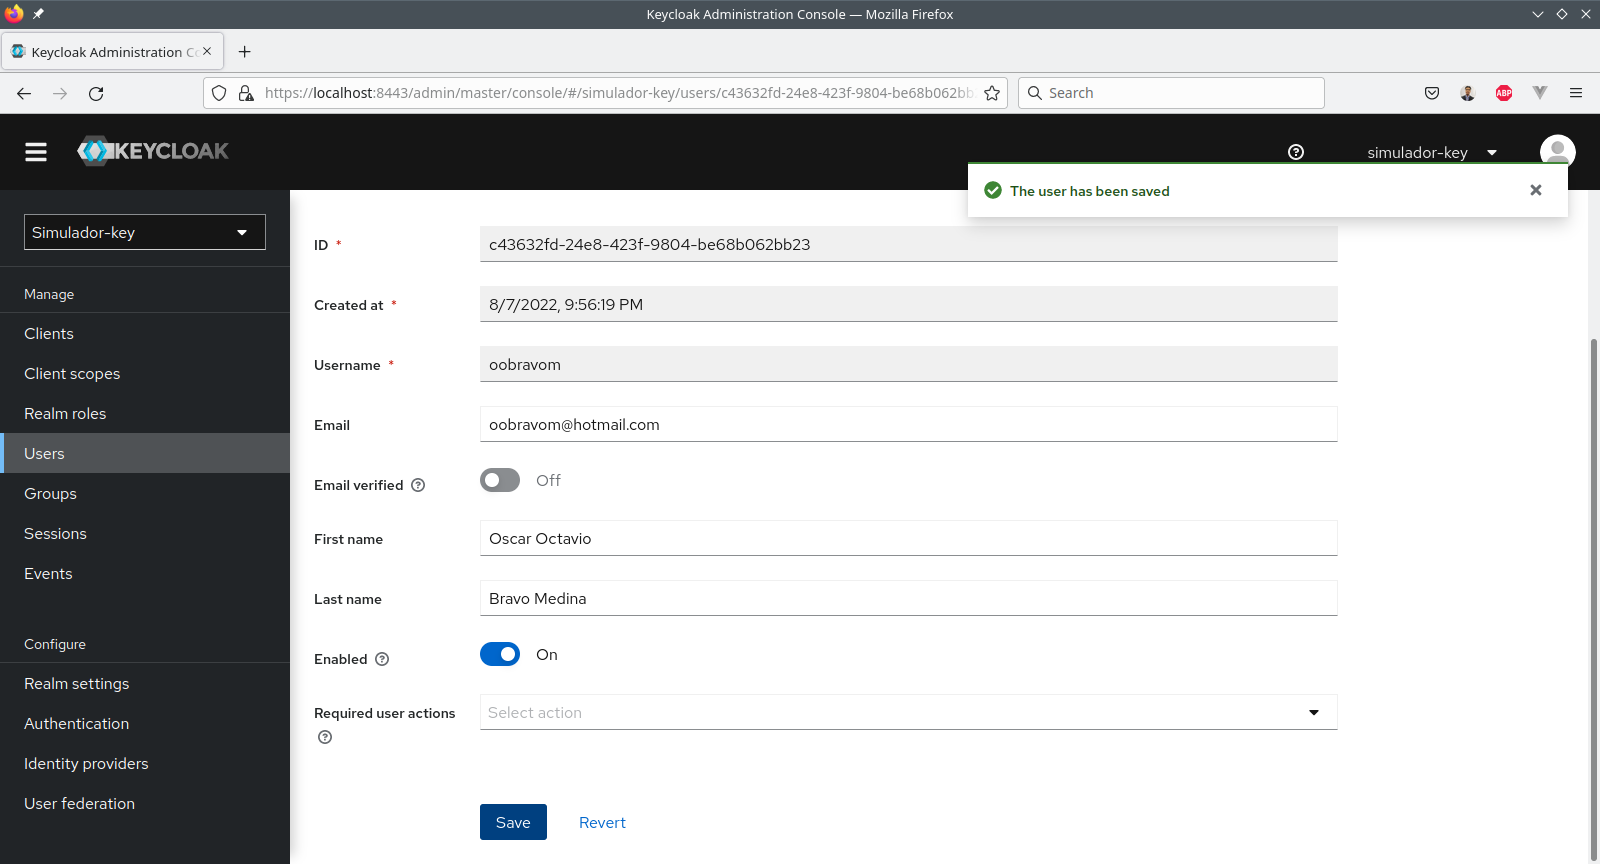 Keycloak Administration Console — Mozilla Firefox
Keycloak Administration Co
https://localhost:8443/admin/master/console/#/simulador-key/users/c43632fd-24e8-423f-9804-be68b062bb
Search
ABP
KEYCLOAK
simulador-key
The user has been saved
Simulador-key
Manage
Clients
Client scopes
Realm roles
Users
Groups
Sessions
Events
Configure
Realm settings
Authentication
Identity providers
User federation
ID *
c43632fd-24e8-423f-9804-be68b062bb23
Created at *
8/7/2022, 9:56:19 PM
Username *
oobravom
Email
oobravom@hotmail.com
Email verified
Off
First name
Oscar Octavio
Last name
Bravo Medina
Enabled
On
Required user actions
Select action
Save
Revert